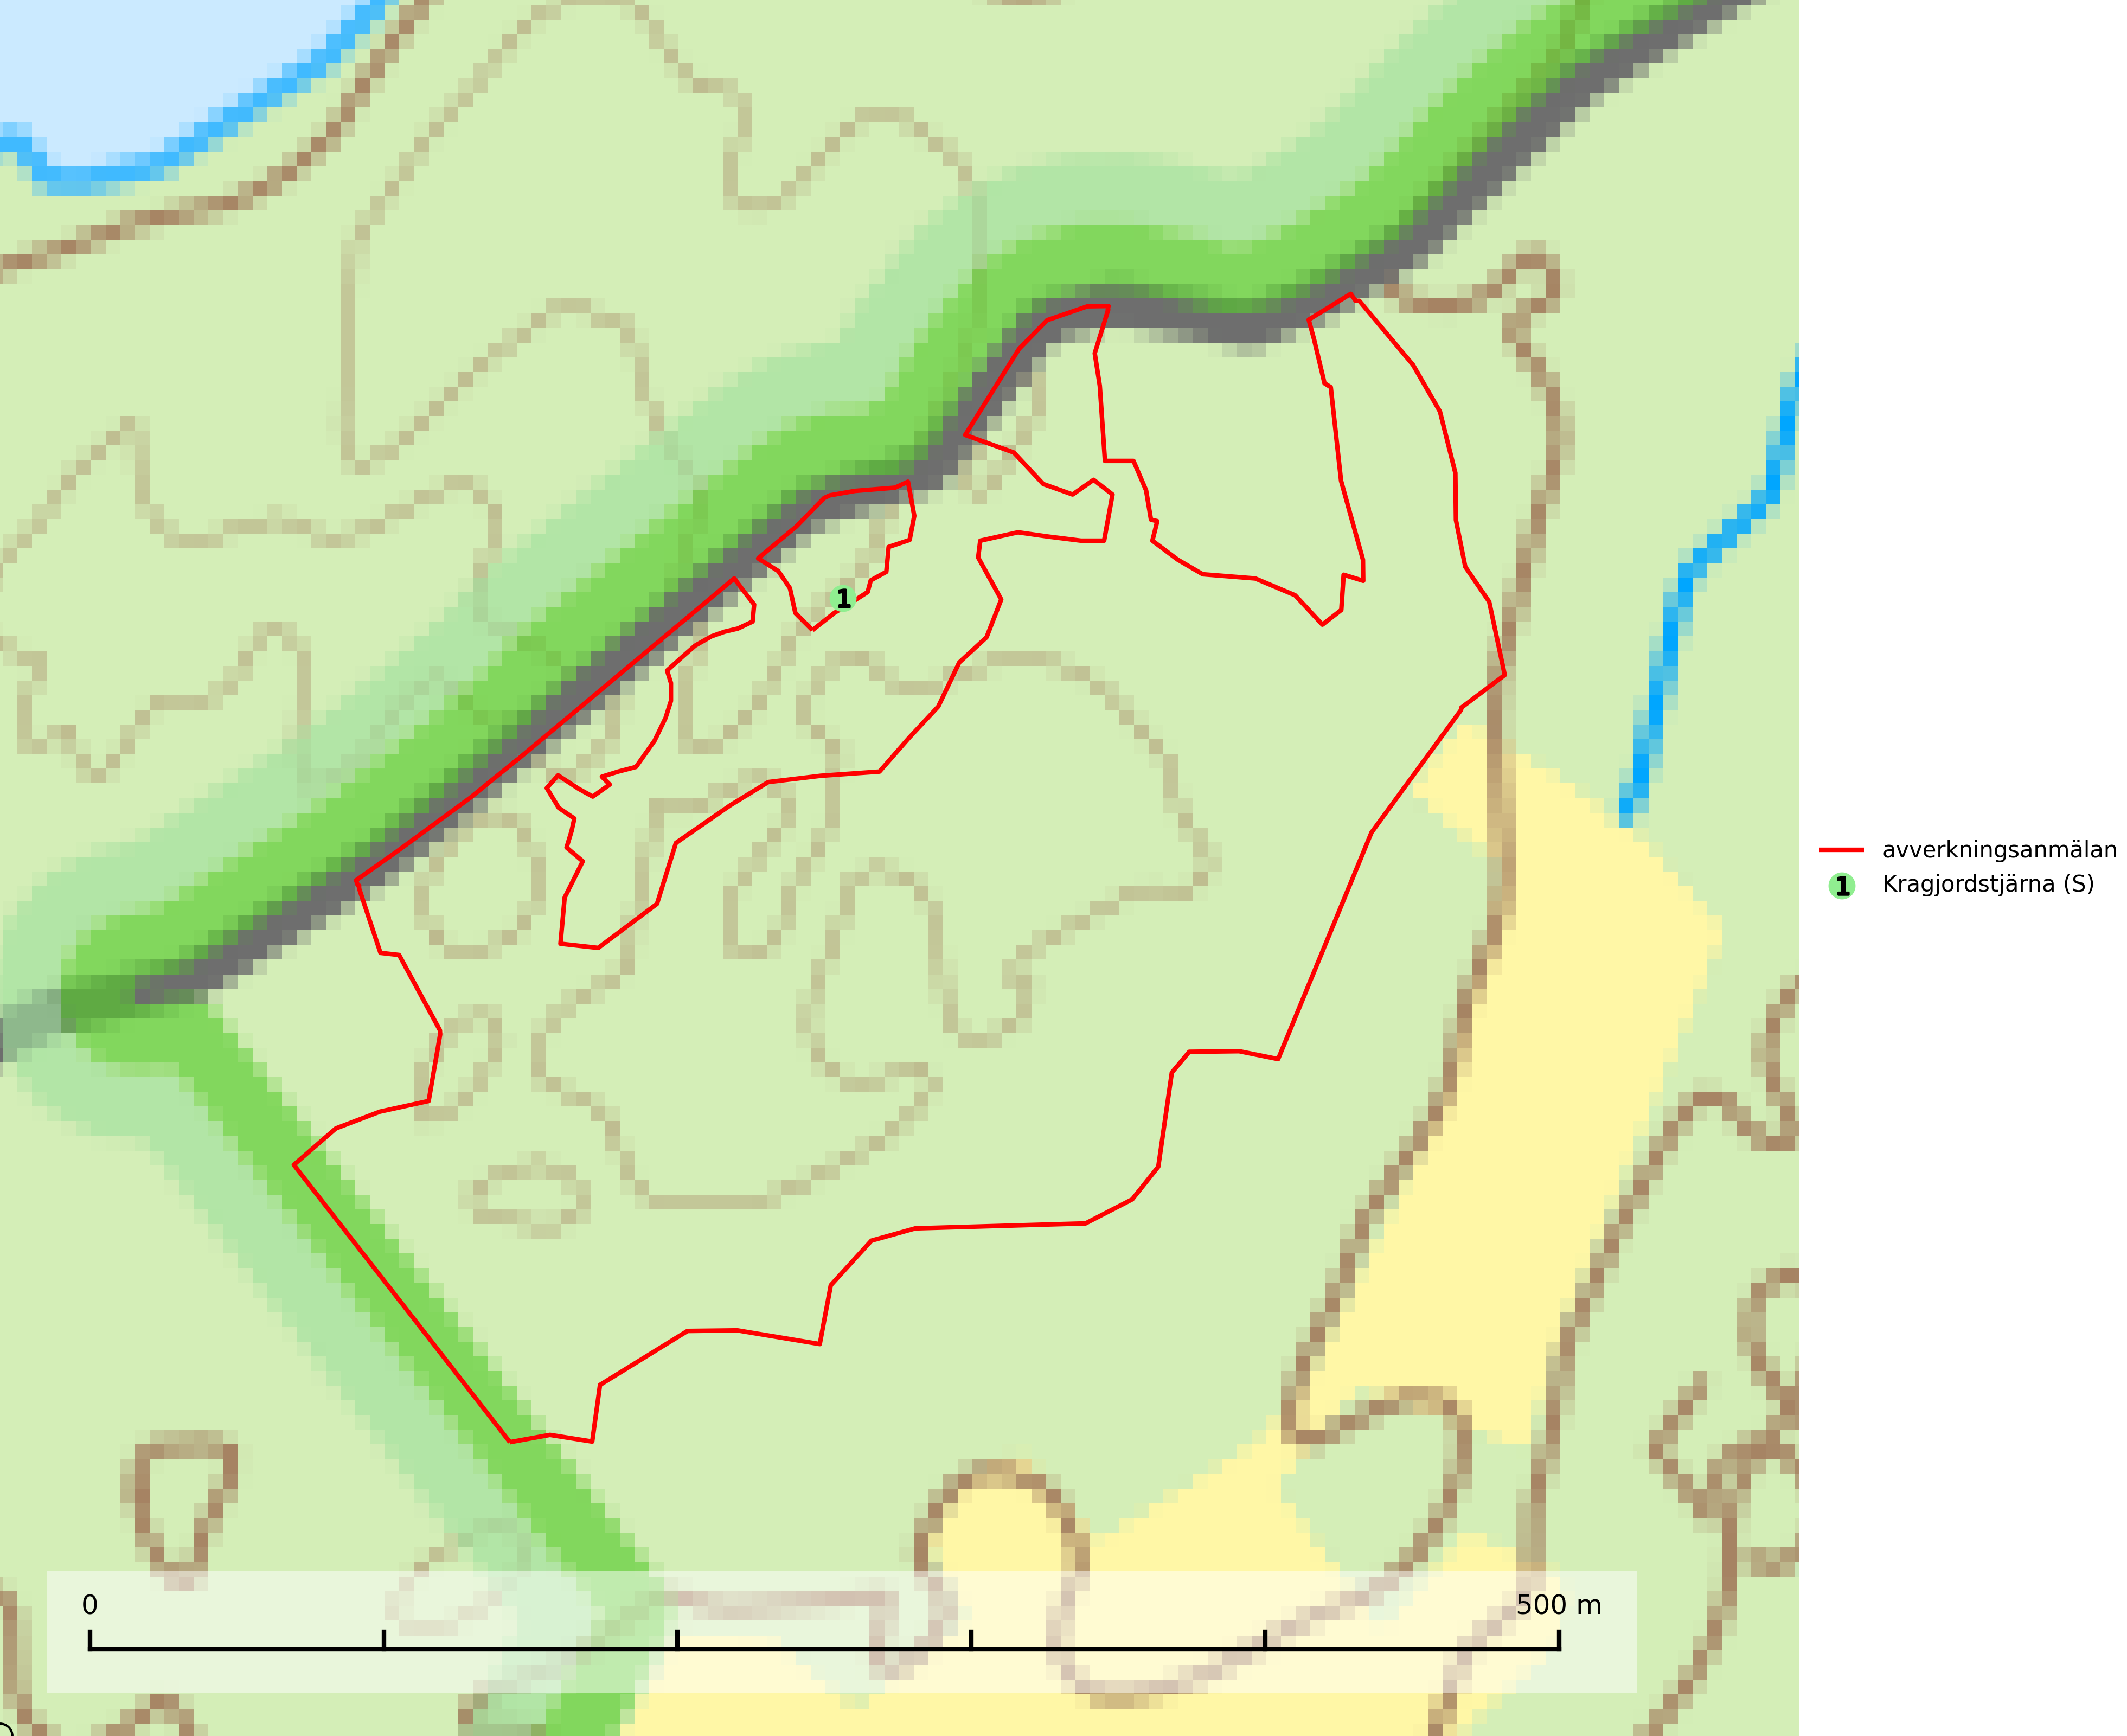 1
avverkningsanmälan
1 Kragjordstjärna (S)
0 500 m